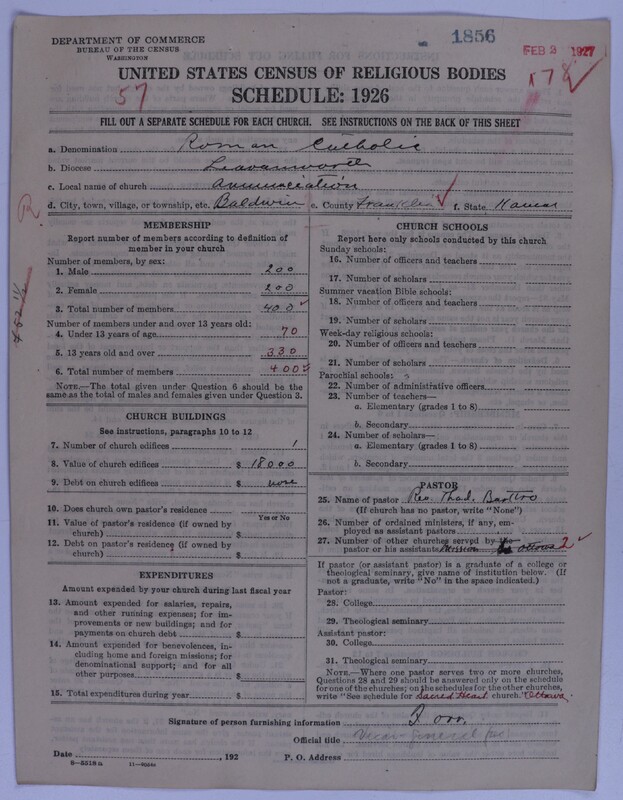 DEPARTMENT OF COMMERCE
BUREAU OF THE CENSUS
WASHINGTON
1856
FEB 2 1927
57
UNITED STATES CENSUS OF RELIGIOUS BODIES
SCHEDULE: 1926
FILL OUT A SEPARATE SCHEDULE FOR EACH CHURCH. SEE INSTRUCTIONS ON THE BACK OF THIS SHEET
a. Denomination Roman Catholic
b. Diocese Leavenworth
c. Local name of church Annunciation
d. City, town, village, or township, etc. Baldwin e. County Franklin f. State Kansas
MEMBERSHIP
Report number of members according to definition of
member in your church
Number of members, by sex:
1. Male 200
2. Female 200
3. Total number of members 400
Number of members under and over 13 years old:
4. Under 13 years of age 70
5. 13 years old and over 330
6. Total number of members 400
NOTE.—The total given under Question 6 should be the
same as the total of males and females given under Question 3.
CHURCH BUILDINGS
See instructions, paragraphs 10 to 12
7. Number of church edifices 1
8. Value of church edifices $ 18000
9. Debt on church edifices $ none
10. Does church own pastor's residence
Yes or No
11. Value of pastor's residence (if owned by
church) $
12. Debt on pastor's residence (if owned by
church) $
EXPENDITURES
Amount expended by your church during last fiscal year
13. Amount expended for salaries, repairs,
and other running expenses; for im-
provements or new buildings; and for
payments on church debt $
14. Amount expended for benevolences, in-
cluding home and foreign missions; for
denominational support; and for all
other purposes $
15. Total expenditures during year $
CHURCH SCHOOLS
Report here only schools conducted by this church
Sunday schools:
16. Number of officers and teachers
17. Number of scholars
Summer vacation Bible schools:
18. Number of officers and teachers
19. Number of scholars
Week-day religious schools:
20. Number of officers and teachers
21. Number of scholars
Parochial schools:
22. Number of administrative officers
23. Number of teachers—
a. Elementary (grades 1 to 8)
b. Secondary
24. Number of scholars—
a. Elementary (grades 1 to 8)
b. Secondary
PASTOR
25. Name of pastor Rev. Thad.
(If church has no pastor, write "None")
26. Number of ordained ministers, if any, em-
ployed as assistant pastors
27. Number of other churches served by the
pastor or his assistants Mission 2
If pastor (or assistant pastor) is a graduate of a college or
theological seminary, give name of institution below. (If
not a graduate, write "No" in the space indicated.)
Pastor:
28. College
29. Theological seminary
Assistant pastor:
30. College
31. Theological seminary
NOTE.—Where one pastor serves two or more churches,
Questions 28 and 29 should be answered only on the schedule
for one of the churches; on the schedules for the other churches,
write "See schedule for Sacred Heart church." Ottawa
Signature of person furnishing information
Official title
Date , 192 P. O. Address
8—5518a